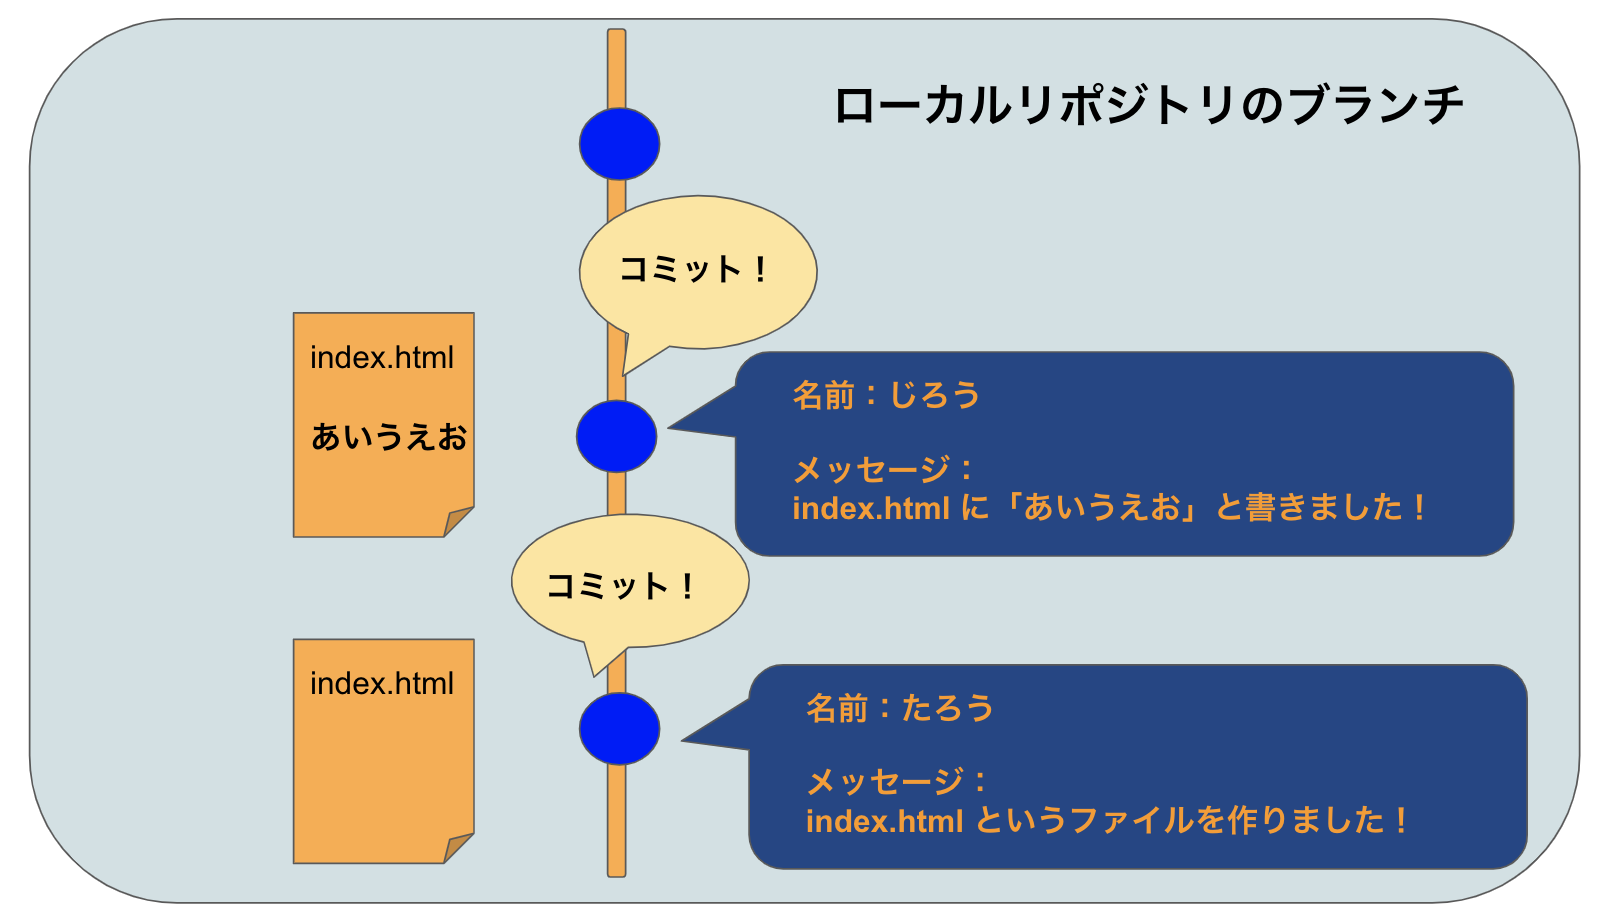 ローカルリポジトリのブランチ
コミット！
index.html
あいうえお
名前：じろう
メッセージ：
index.html に「あいうえお」と書きました！
コミット！
index.html
名前：たろう
メッセージ：
index.html というファイルを作りました！